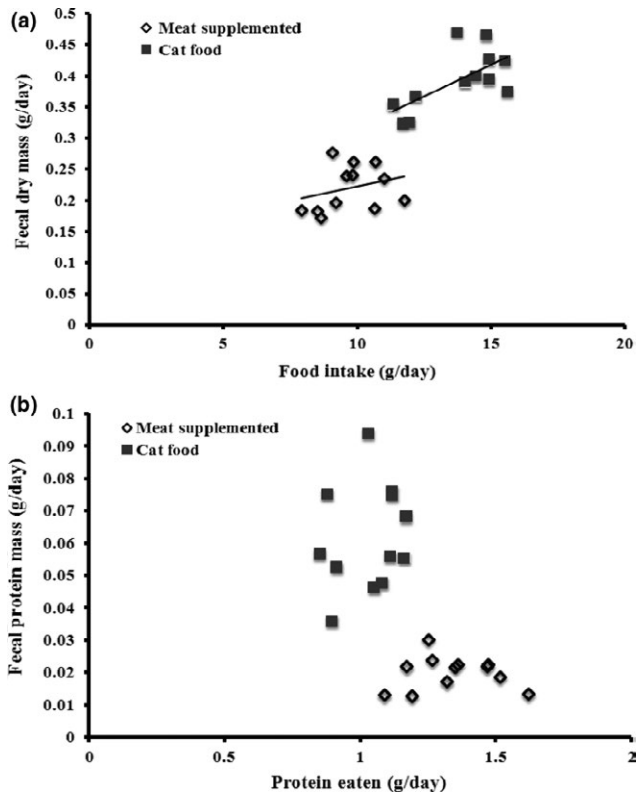 (a)
Meat supplemented
Cat food
Fecal dry mass (g/day)
0.5
0.45
0.4
0.35
0.3
0.25
0.2
0.15
0.1
0.05
0
0 5 10 15 20
Food intake (g/day)
(b)
Meat supplemented
Cat food
Fecal protein mass (g/day)
0.1
0.09
0.08
0.07
0.06
0.05
0.04
0.03
0.02
0.01
0
0 0.5 1 1.5 2
Protein eaten (g/day)